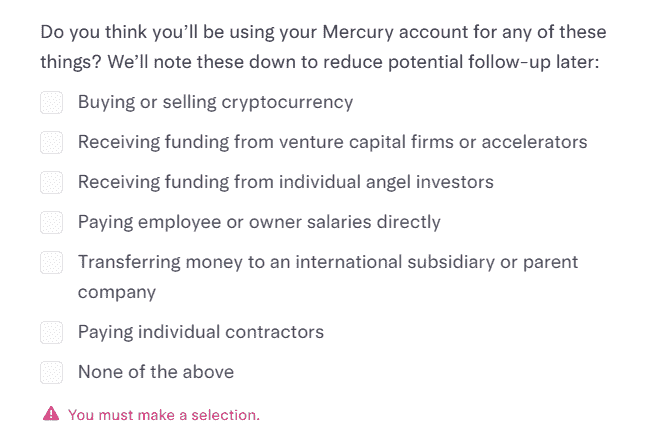 Do you think you’ll be using your Mercury account for any of these
things? We’ll note these down to reduce potential follow-up later:
Buying or selling cryptocurrency
Receiving funding from venture capital firms or accelerators
Receiving funding from individual angel investors
Paying employee or owner salaries directly
Transferring money to an international subsidiary or parent
company
Paying individual contractors
None of the above
You must make a selection.